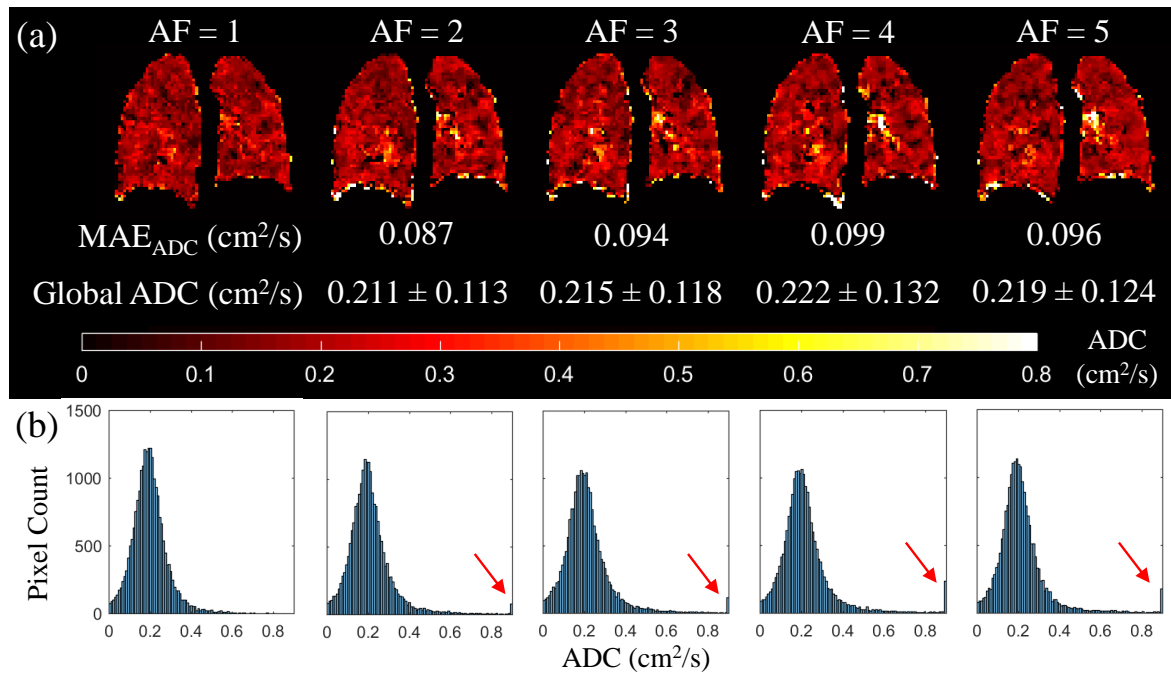 (a) AF = 1 AF = 2 AF = 3 AF = 4 AF = 5
MAE_ADC (cm²/s) 0.087 0.094 0.099 0.096
Global ADC (cm²/s) 0.211 ± 0.113 0.215 ± 0.118 0.222 ± 0.132 0.219 ± 0.124
0 0.1 0.2 0.3 0.4 0.5 0.6 0.7 0.8
ADC
(cm²/s)
(b)
Pixel Count
1500
1000
500
0
0 0.2 0.4 0.6 0.8 0 0.2 0.4 0.6 0.8 0 0.2 0.4 0.6 0.8 0 0.2 0.4 0.6 0.8 0 0.2 0.4 0.6 0.8
ADC (cm²/s)